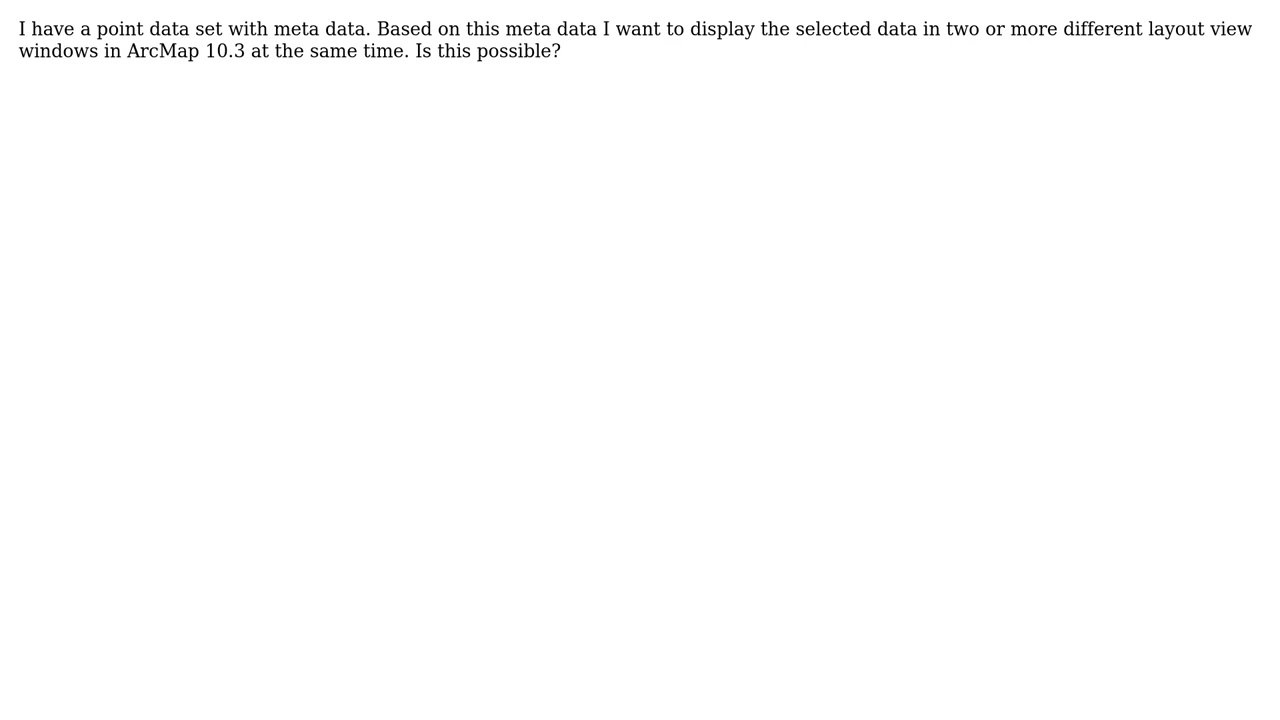 I have a point data set with meta data. Based on this meta data I want to display the selected data in two or more different layout view
windows in ArcMap 10.3 at the same time. Is this possible?